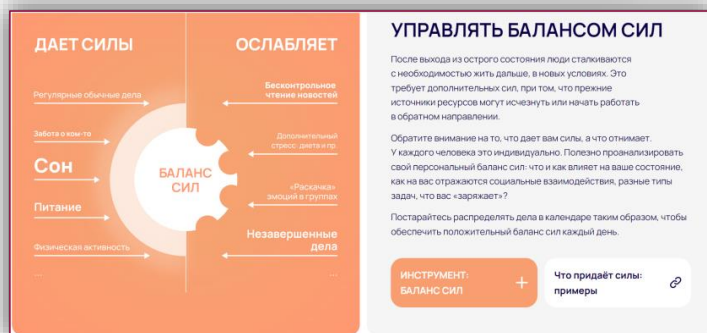 ДАЕТ СИЛЫ
Регулярные обычные дела
Забота о ком-то
Сон
Питание
Физическая активность
...
БАЛАНС
СИЛ
ОСЛАБЛЯЕТ
Бесконтрольное
чтение новостей
Дополнительный
стресс: диета и пр.
«Раскачка»
эмоций в группах
Незавершенные
дела
...
УПРАВЛЯТЬ БАЛАНСОМ СИЛ
После выхода из острого состояния люди сталкиваются
с необходимостью жить дальше, в новых условиях. Это
требует дополнительных сил, при том, что прежние
источники ресурсов могут исчезнуть или начать работать
в обратном направлении.
Обратите внимание на то, что дает вам силы, а что отнимает.
У каждого человека это индивидуально. Полезно проанализировать
свой персональный баланс сил: что и как влияет на ваше состояние,
как на вас отражаются социальные взаимодействия, разные типы
задач, что вас «заряжает»?
Постарайтесь распределять дела в календаре таким образом, чтобы
обеспечить положительный баланс сил каждый день.
ИНСТРУМЕНТ:
БАЛАНС СИЛ
Что придаёт силы:
примеры